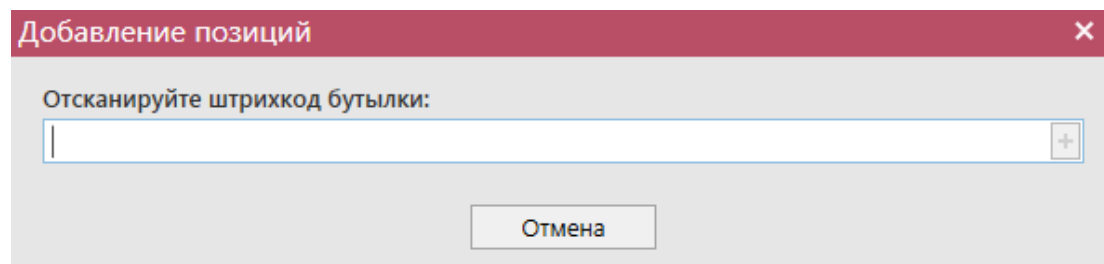 Добавление позиций
Отсканируйте штрихкод бутылки:
Отмена